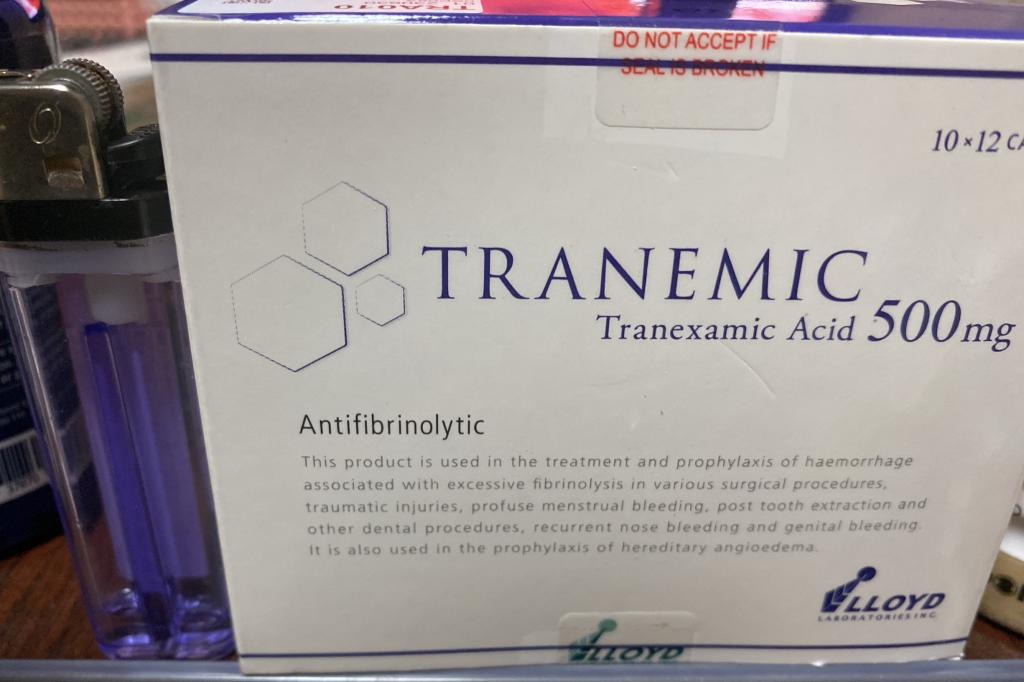 TRA010
DO NOT ACCEPT IF
SEAL IS BROKEN
10×12 CA
TRANEMIC
Tranexamic Acid 500mg
Antifibrinolytic
This product is used in the treatment and prophylaxis of haemorrhage
associated with excessive fibrinolysis in various surgical procedures,
traumatic injuries, profuse menstrual bleeding, post tooth extraction and
other dental procedures, recurrent nose bleeding and genital bleeding.
It is also used in the prophylaxis of hereditary angioedema.
LLOYD
LABORATORIES INC.
LLOYD